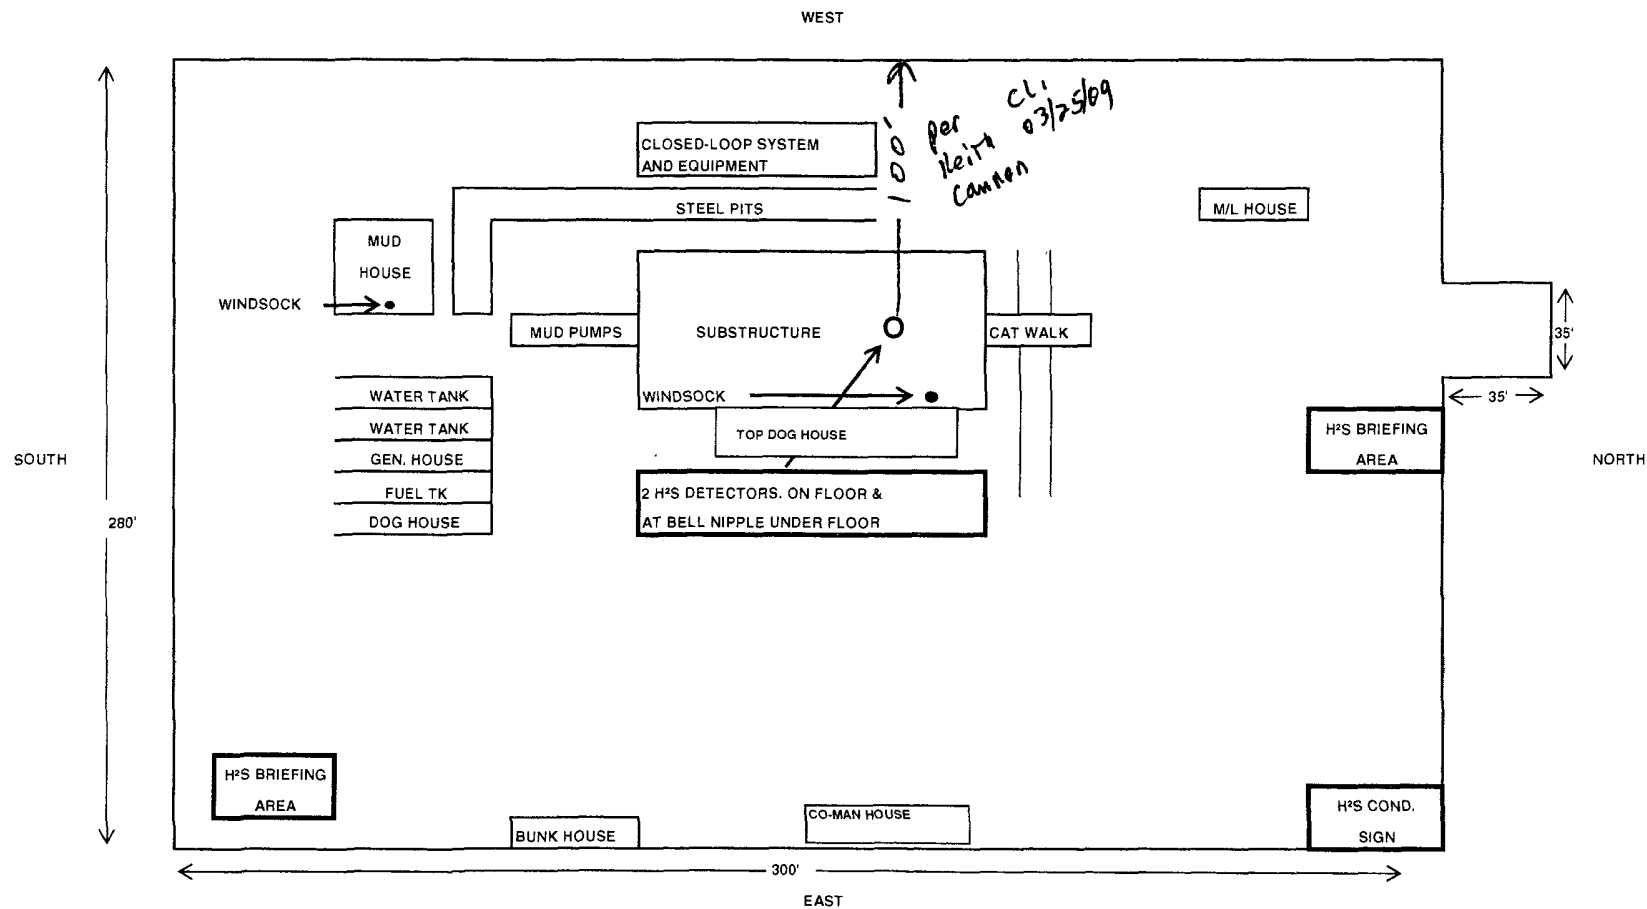 WEST
CLOSED-LOOP SYSTEM
AND EQUIPMENT
100'
per
Keith
Cannon
03/25/09
STEEL PITS
M/L HOUSE
MUD
HOUSE
WINDSOCK
MUD PUMPS
SUBSTRUCTURE
CAT WALK
35'
35'
WATER TANK
WINDSOCK
WATER TANK
TOP DOG HOUSE
H²S BRIEFING
AREA
GEN. HOUSE
SOUTH
NORTH
FUEL TK
2 H²S DETECTORS. ON FLOOR &
AT BELL NIPPLE UNDER FLOOR
DOG HOUSE
280'
H²S BRIEFING
AREA
BUNK HOUSE
CO-MAN HOUSE
H²S COND.
SIGN
300'
EAST